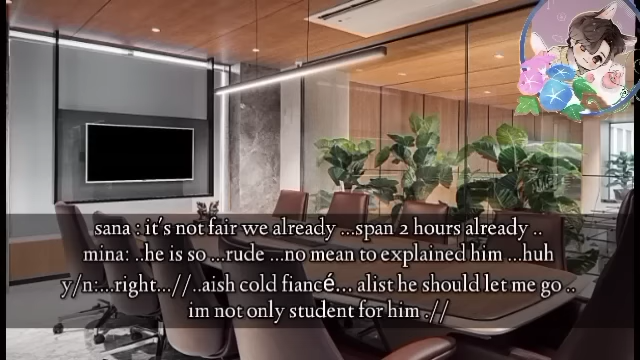 sana : it's not fair we already ...span 2 hours already ..
mina: ..he is so ...rude ...no mean to explained him ...huh
y/n:...right...//..aish cold fiancé... alist he should let me go ..
im not only student for him .//